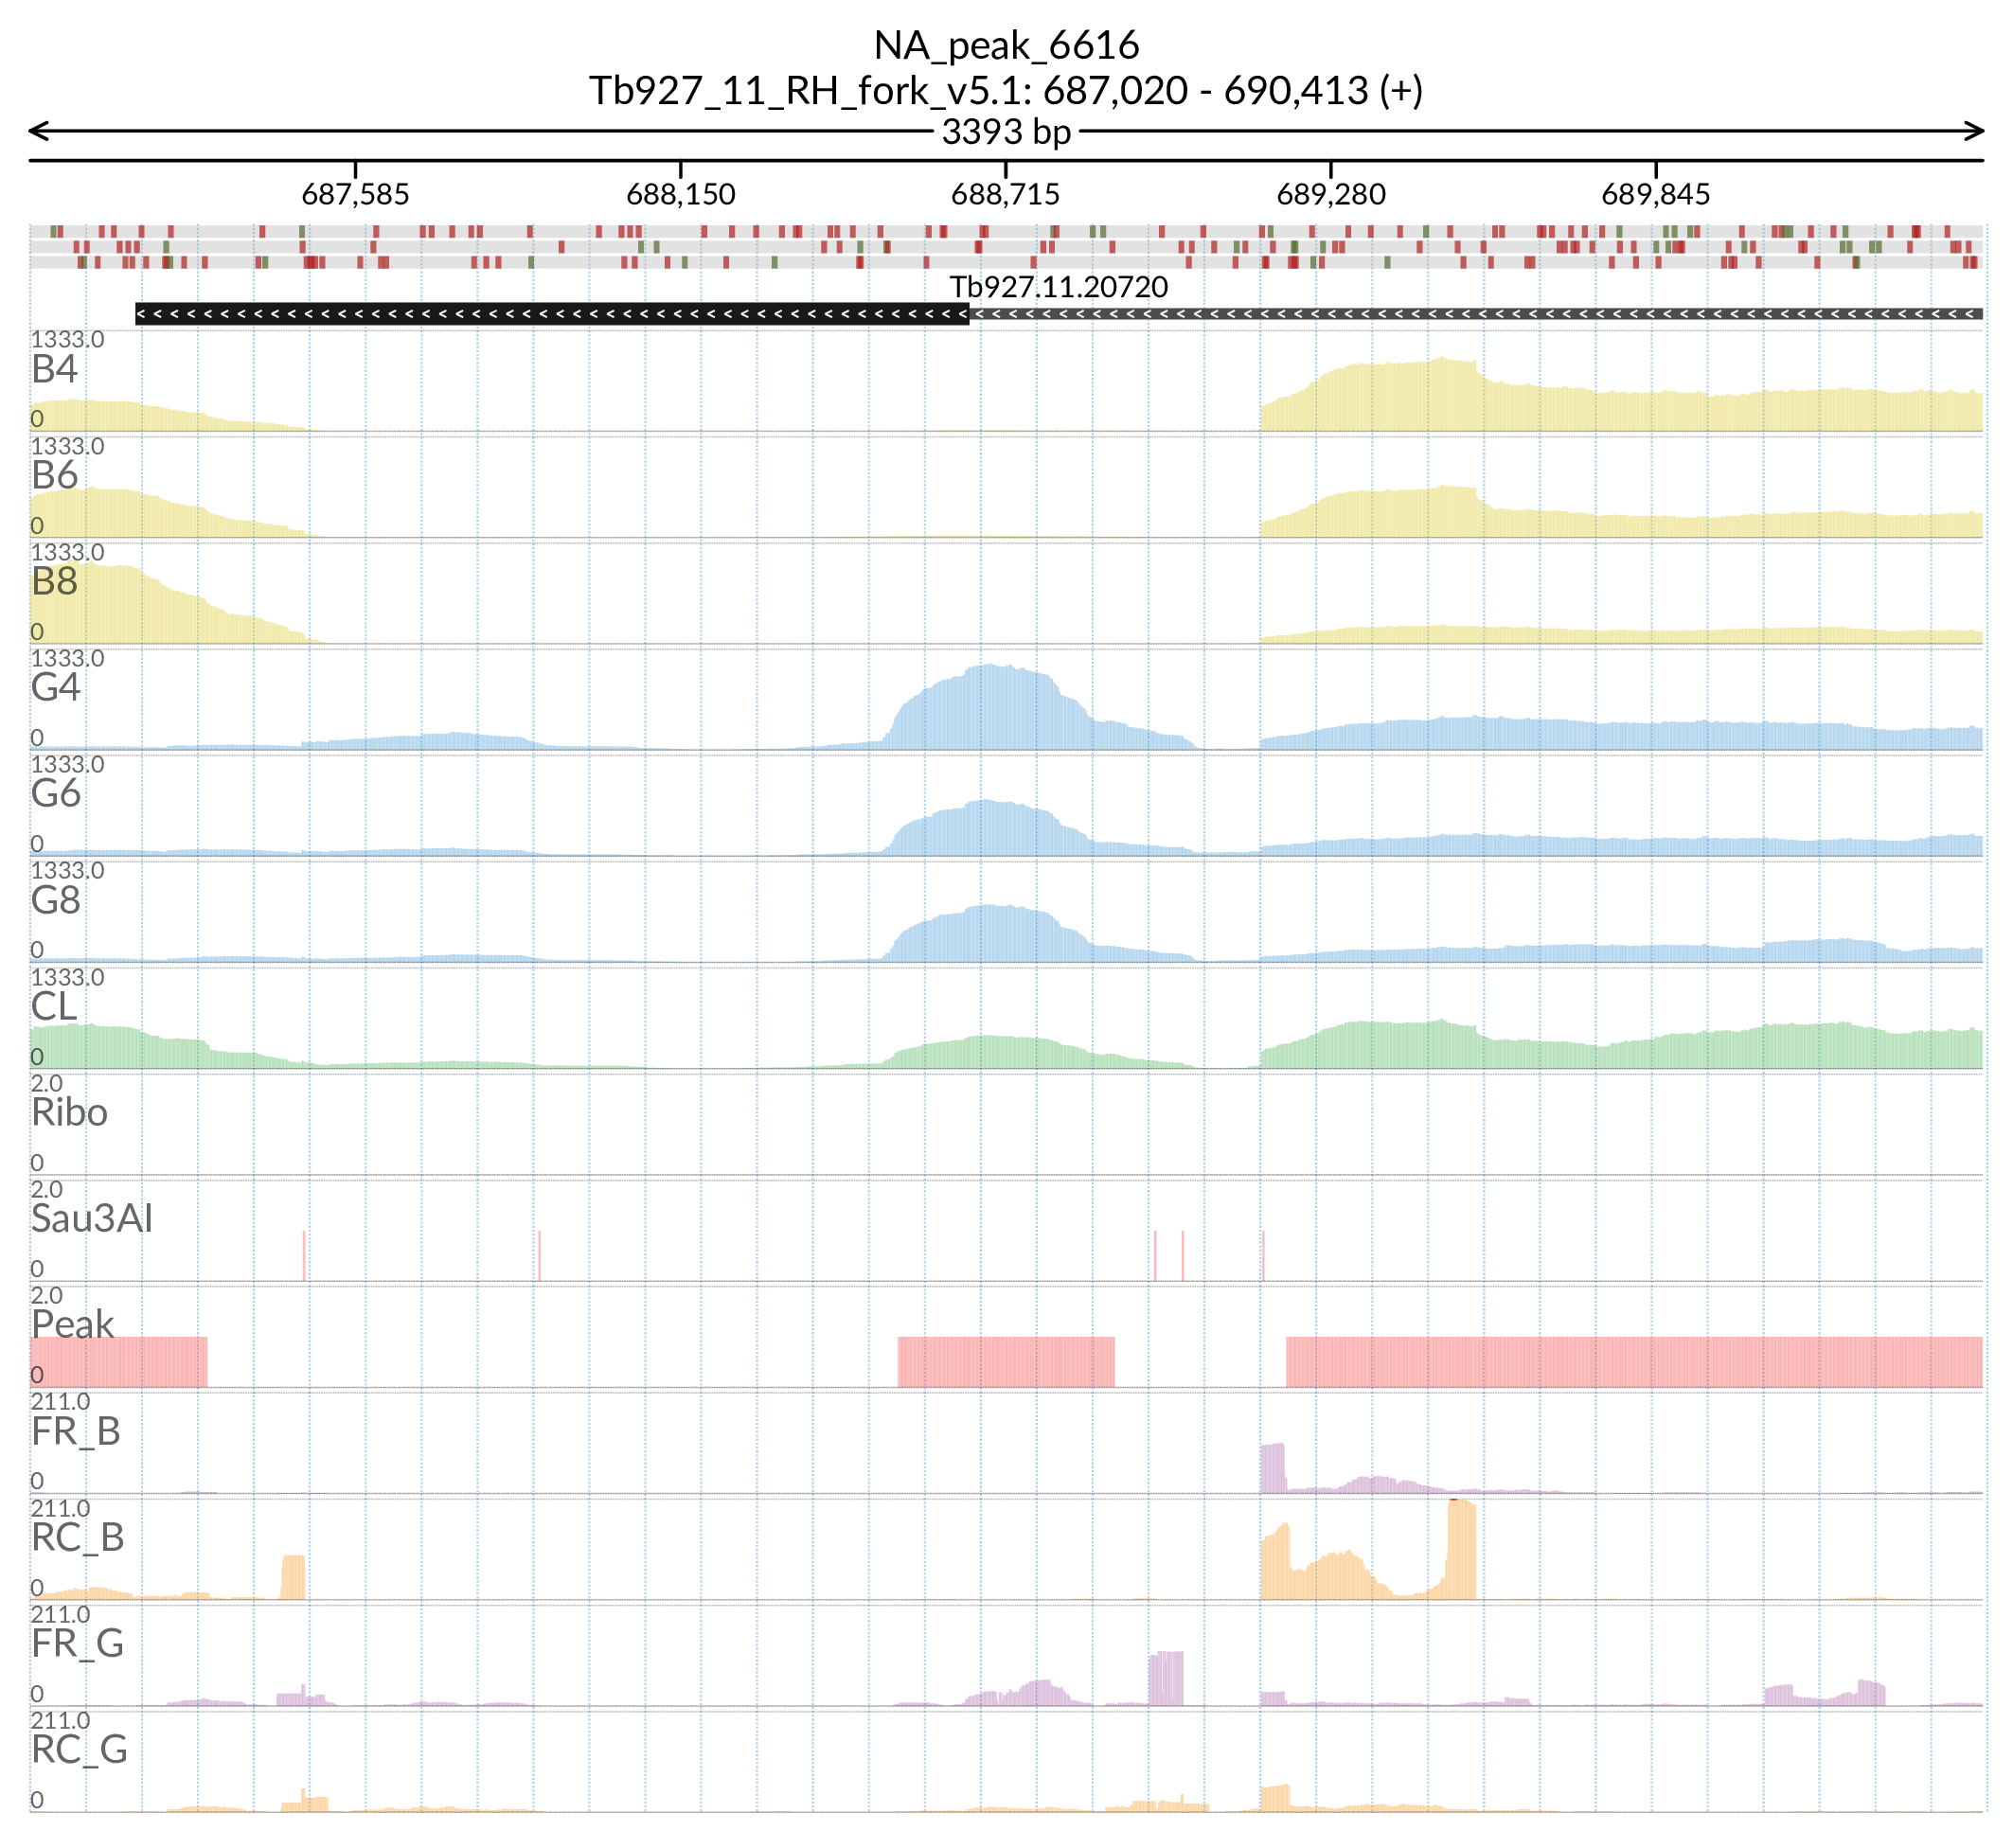 NA_peak_6616
Tb927_11_RH_fork_v5.1: 687,020 - 690,413 (+)
3393 bp
687,585 688,150 688,715 689,280 689,845
Tb927.11.20720
1333.0
B4
0
1333.0
B6
0
1333.0
B8
0
1333.0
G4
0
1333.0
G6
0
1333.0
G8
0
1333.0
CL
0
2.0
Ribo
0
2.0
Sau3AI
0
2.0
Peak
0
211.0
FR_B
0
211.0
RC_B
0
211.0
FR_G
0
211.0
RC_G
0